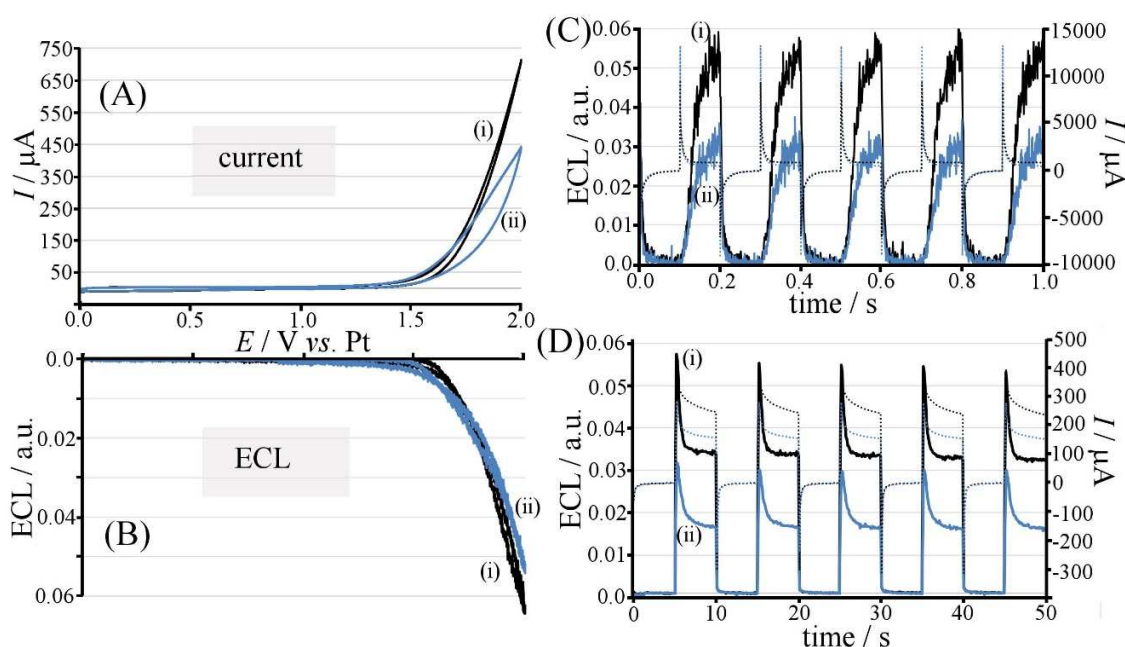 (A)
I / μA
750
650
550
450
350
250
150
50
current
(i)
(ii)
0.0
0.5
1.0
1.5
2.0
E / V vs. Pt
(B)
ECL / a.u.
0.0
0.02
0.04
0.06
ECL
(ii)
(i)
(C)
ECL / a.u.
0.06
0.05
0.04
0.03
0.02
0.01
0.0
(i)
(ii)
15000
10000
5000
0
-5000
-10000
I / μA
0.0
0.2
0.4
0.6
0.8
1.0
time / s
(D)
ECL / a.u.
0.06
0.05
0.04
0.03
0.02
0.01
0.0
(i)
(ii)
500
400
300
200
100
0
-100
-200
-300
I / μA
0
10
20
30
40
50
time / s